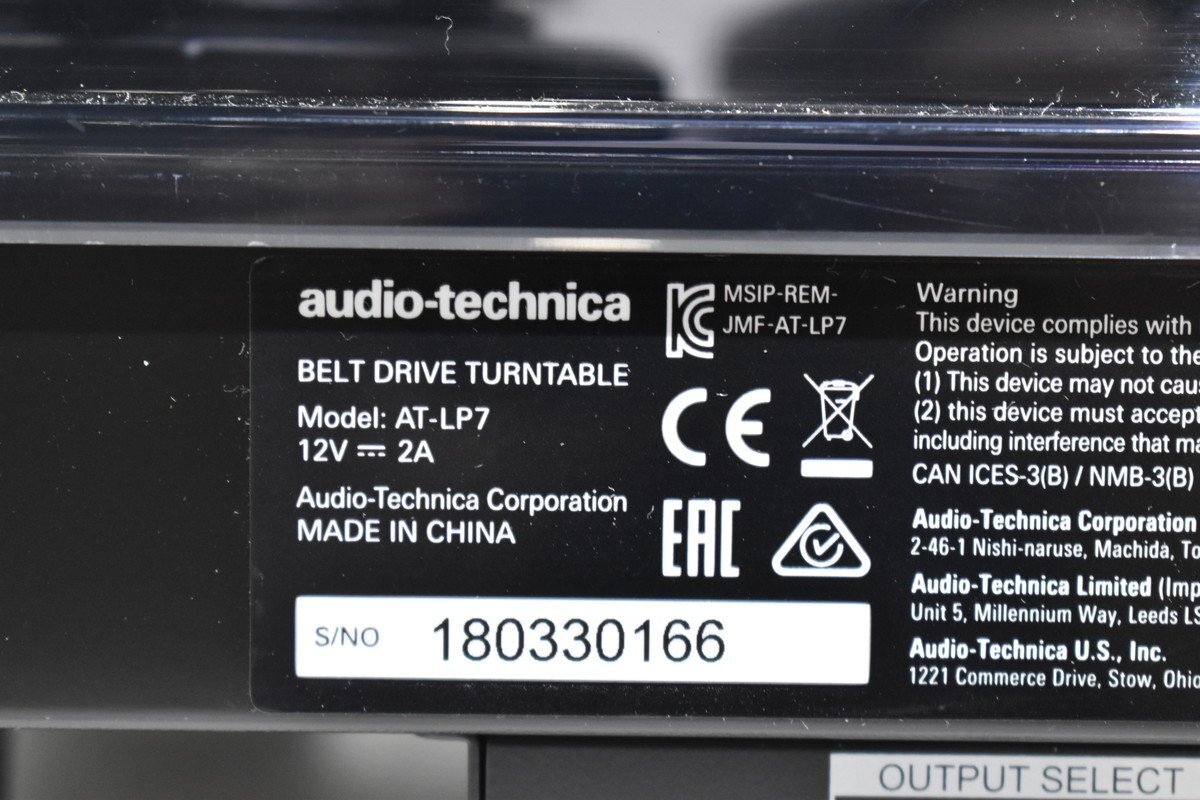 audio-technica
BELT DRIVE TURNTABLE
Model: AT-LP7
12V ⎓ 2A
Audio-Technica Corporation
MADE IN CHINA
S/NO 180330166
MSIP-REM-
JMF-AT-LP7
CE
EAC
Warning
This device complies with
Operation is subject to the
(1) This device may not cau
(2) this device must accept
including interference that ma
CAN ICES-3(B) / NMB-3(B)
Audio-Technica Corporation
2-46-1 Nishi-naruse, Machida, To
Audio-Technica Limited (Imp
Unit 5, Millennium Way, Leeds LS
Audio-Technica U.S., Inc.
1221 Commerce Drive, Stow, Ohio
OUTPUT SELECT